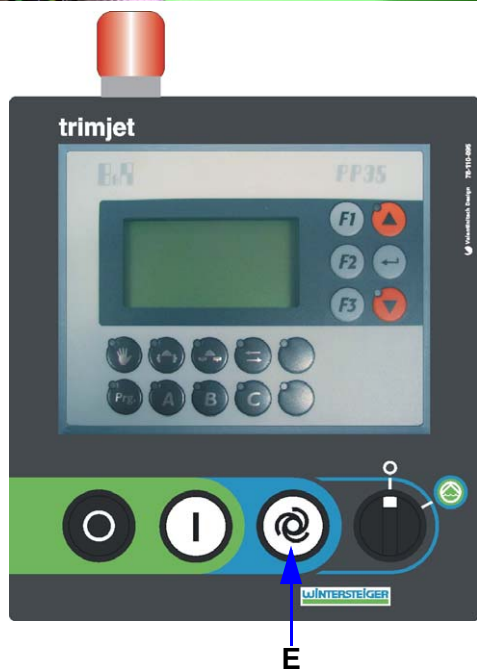 trimjet
B&R PP35
F1
F2
F3
Prg. A B C
O I
WINTERSTEIGER
E